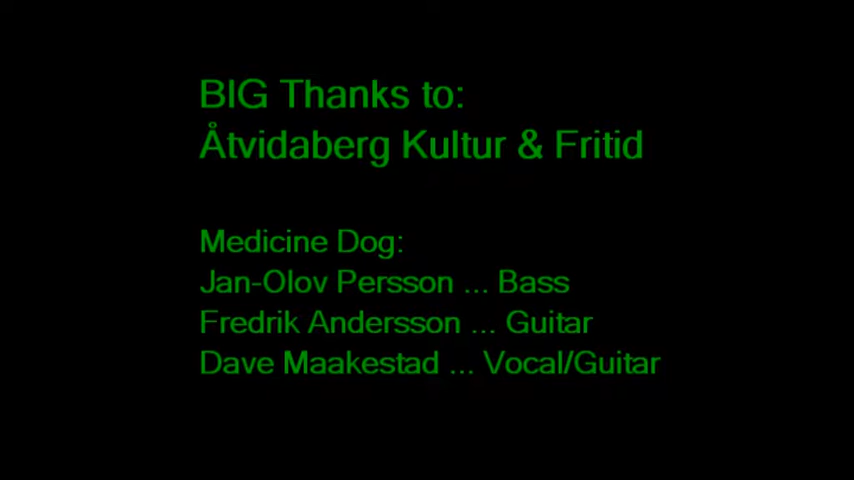 BIG Thanks to:
Åtvidaberg Kultur & Fritid
Medicine Dog:
Jan-Olov Persson ... Bass
Fredrik Andersson ... Guitar
Dave Maakestad ... Vocal/Guitar